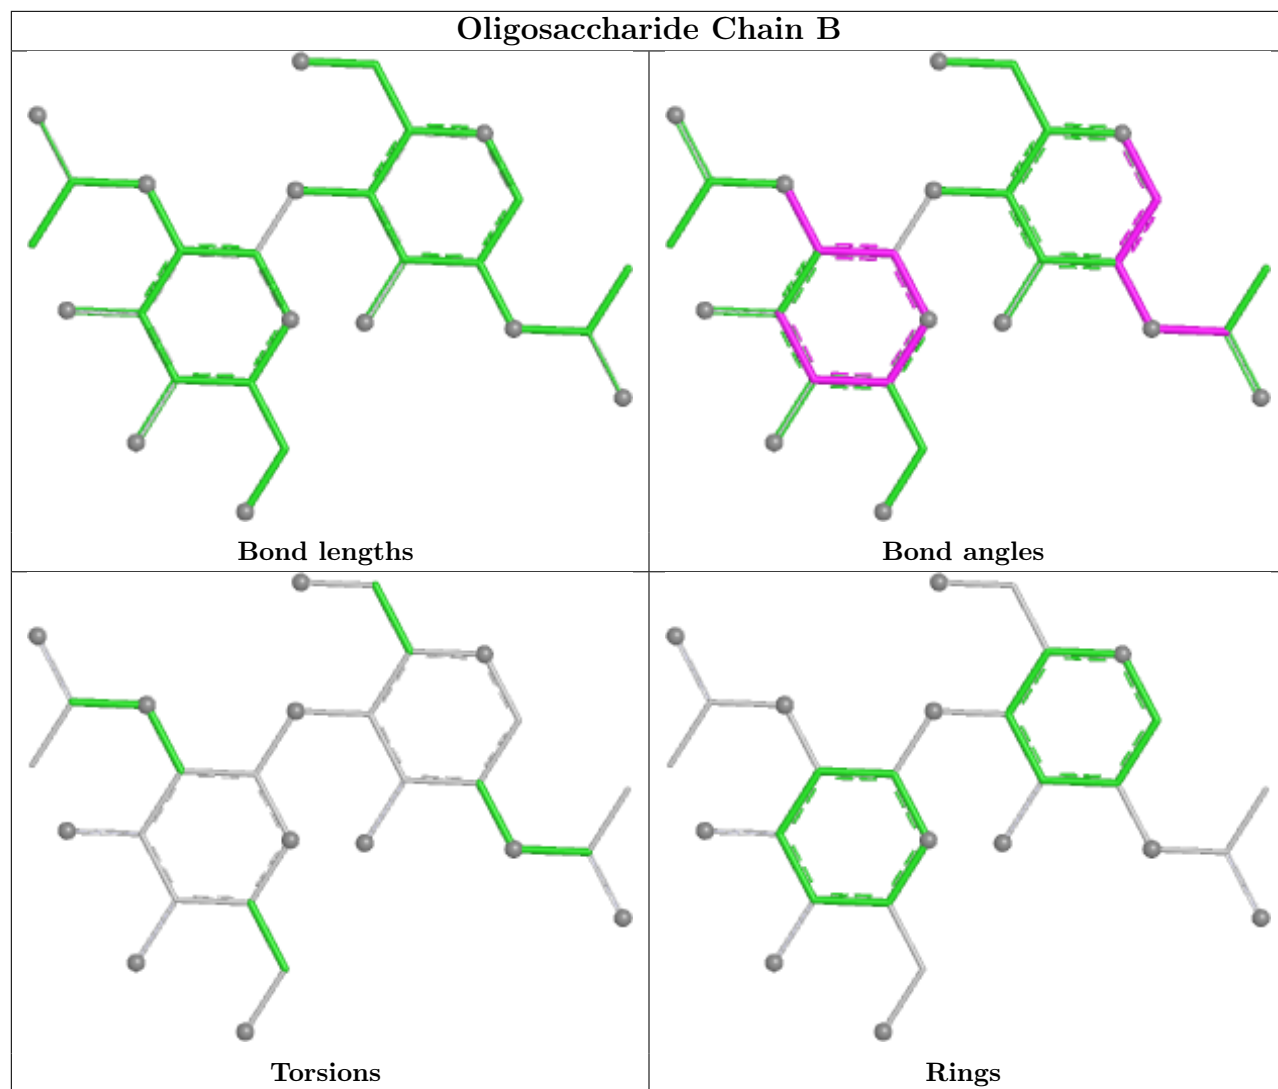 Oligosaccharide Chain B
Bond lengths
Bond angles
Torsions
Rings